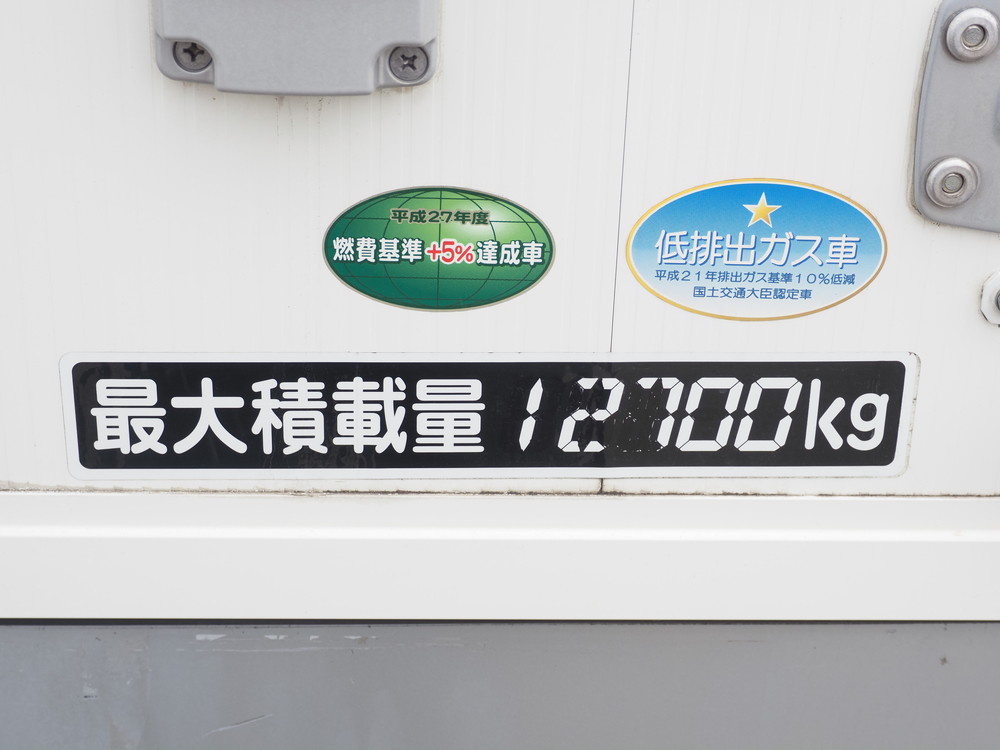 平成27年度
燃費基準+5%達成車
低排出ガス車
平成21年排出ガス基準10%低減
国土交通大臣認定車
最大積載量 12700kg